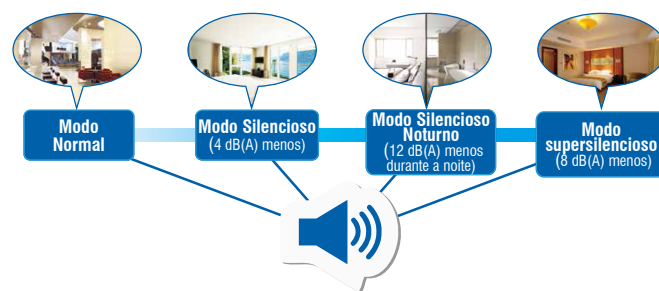 Modo
Normal
Modo Silencioso
(4 dB(A) menos)
Modo Silencioso
Noturno
(12 dB(A) menos
durante a noite)
Modo
supersilencioso
(8 dB(A) menos)